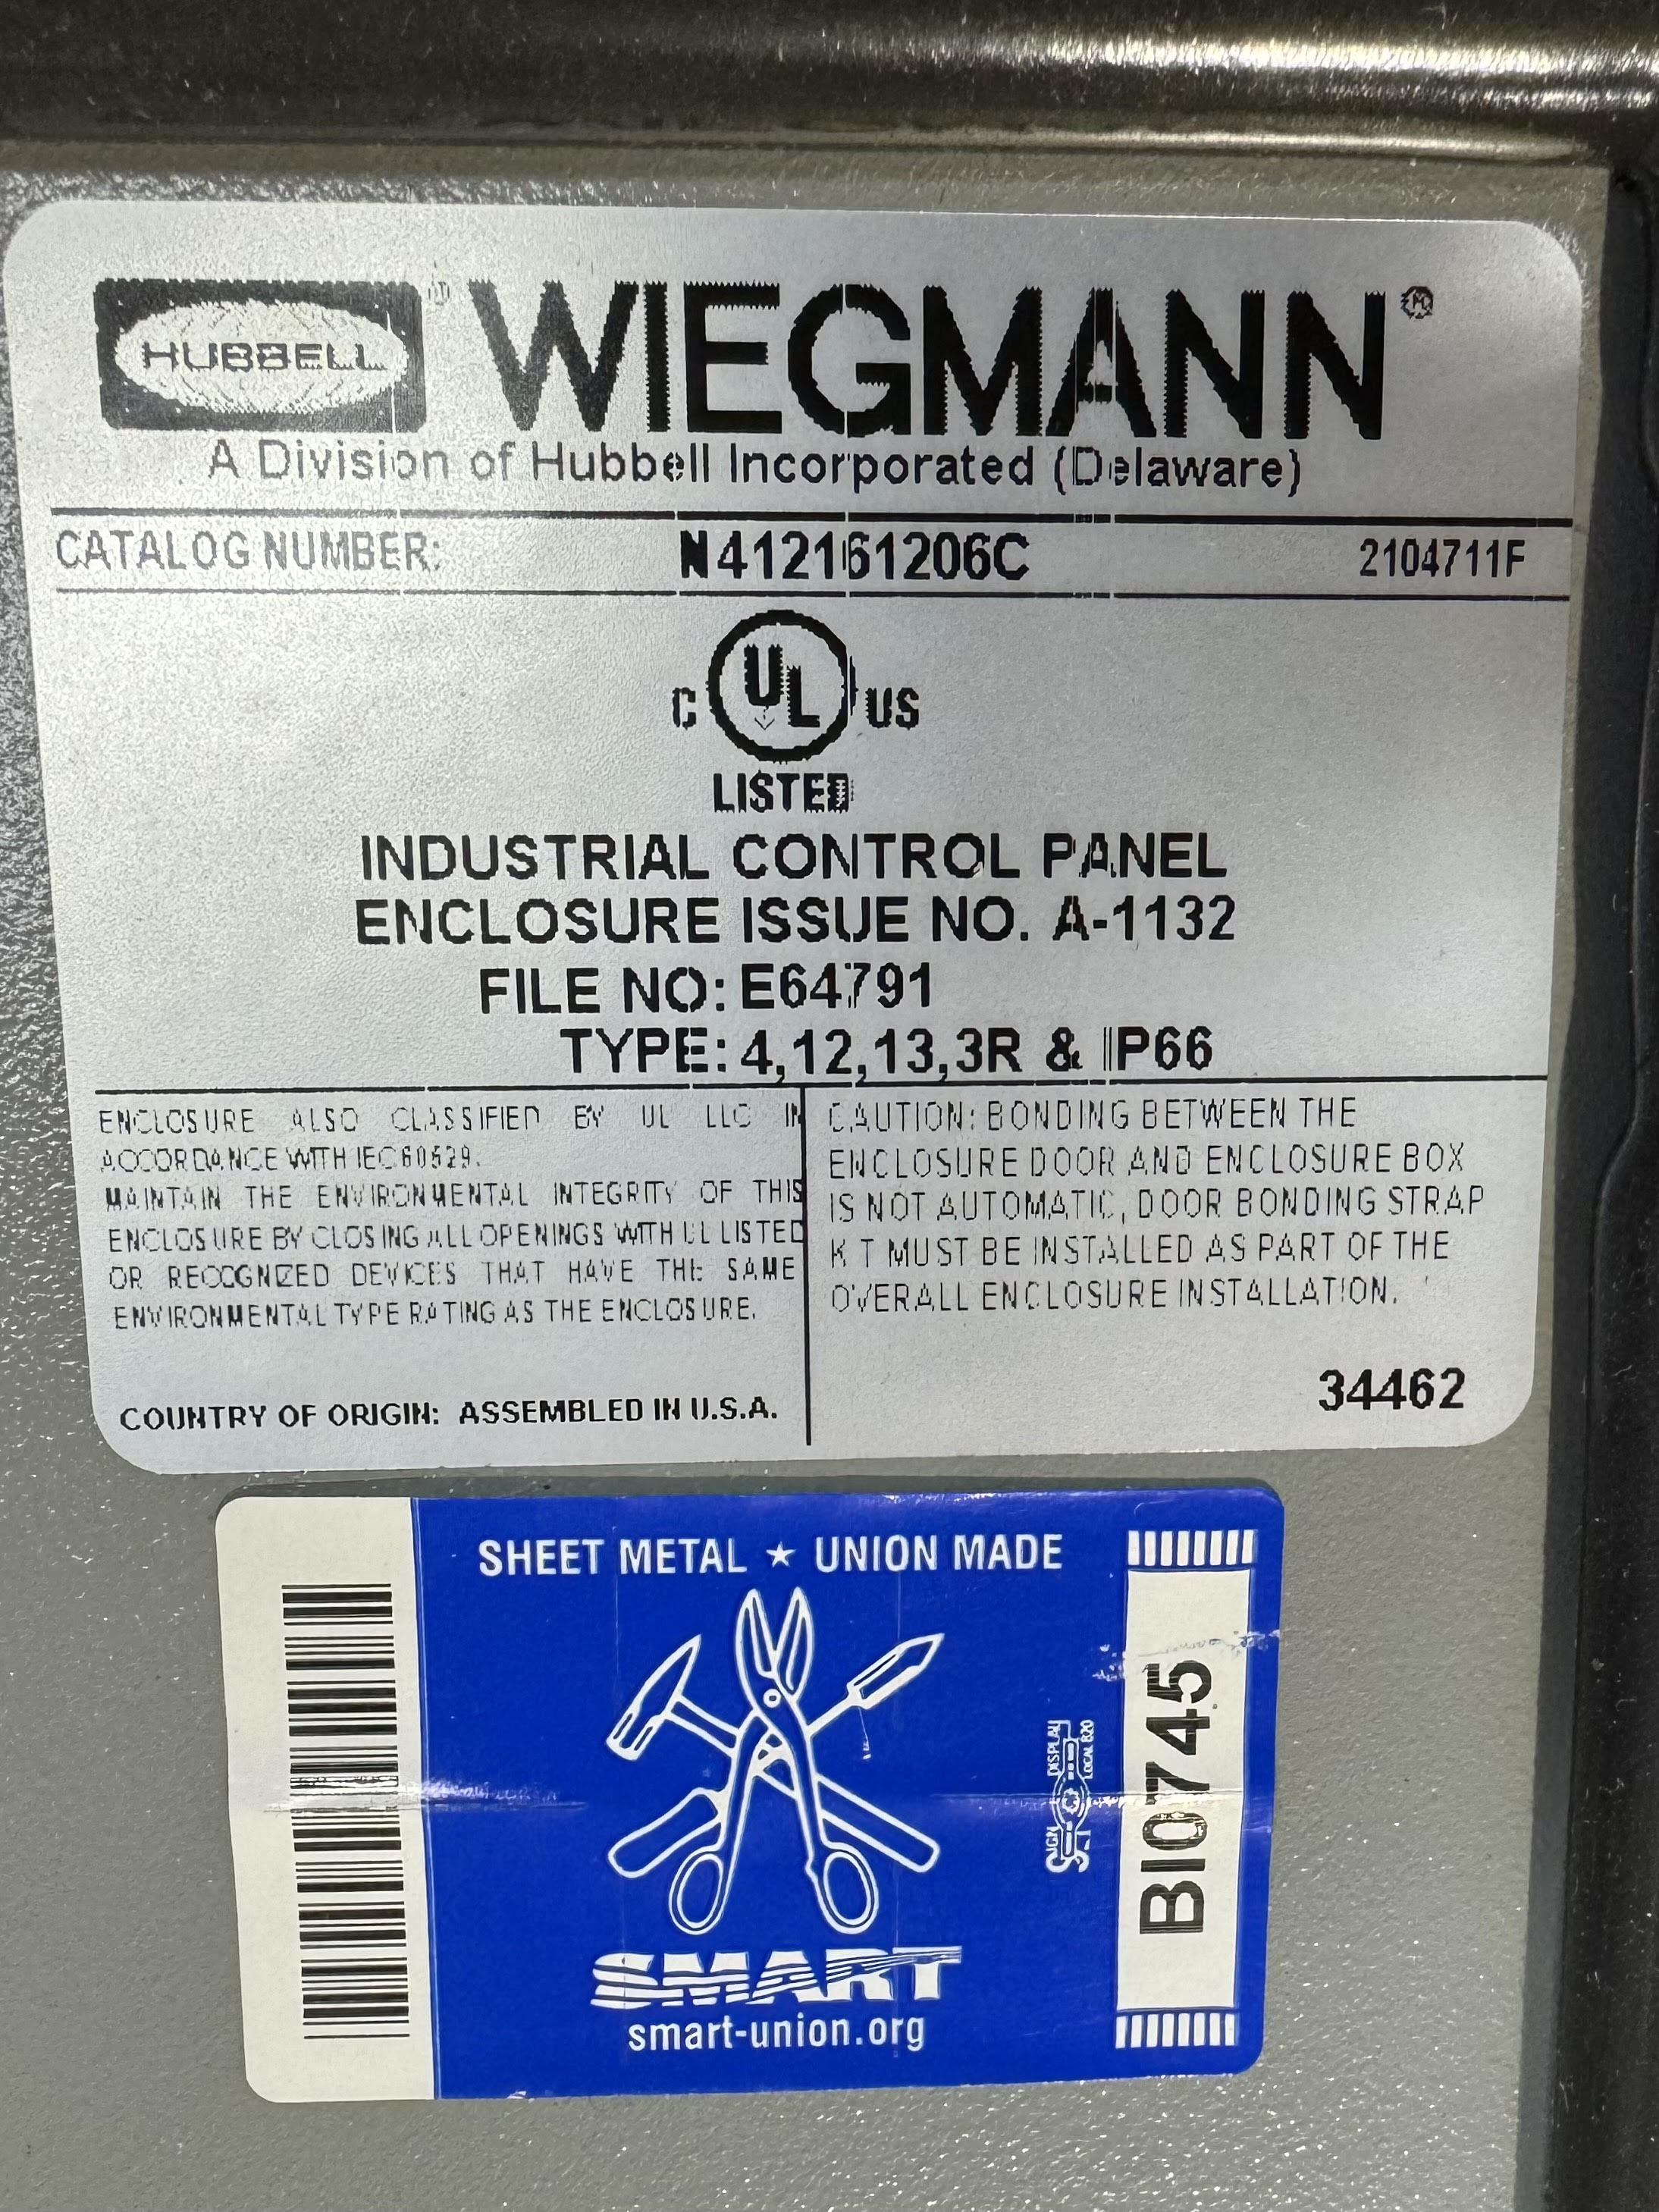 HUBBELL
WIEGMANN
A Division of Hubbell Incorporated (Delaware)
CATALOG NUMBER: N412161206C 2104711F
C UL US
LISTED
INDUSTRIAL CONTROL PANEL
ENCLOSURE ISSUE NO. A-1132
FILE NO: E64791
TYPE: 4,12,13,3R & IP66
ENCLOSURE ALSO CLASSIFIED BY UL LLC IN
ACCORDANCE WITH IEC60529.
MAINTAIN THE ENVIRONMENTAL INTEGRITY OF THIS
ENCLOSURE BY CLOSING ALL OPENINGS WITH UL LISTED
OR RECOGNIZED DEVICES THAT HAVE THE SAME
ENVIRONMENTAL TYPE RATING AS THE ENCLOSURE.
COUNTRY OF ORIGIN: ASSEMBLED IN U.S.A.
CAUTION: BONDING BETWEEN THE
ENCLOSURE DOOR AND ENCLOSURE BOX
IS NOT AUTOMATIC, DOOR BONDING STRAP
KIT MUST BE INSTALLED AS PART OF THE
OVERALL ENCLOSURE INSTALLATION.
34462
SHEET METAL ★ UNION MADE
SMART
smart-union.org
SIGN DISPLAY
LOCAL 820
BI0745